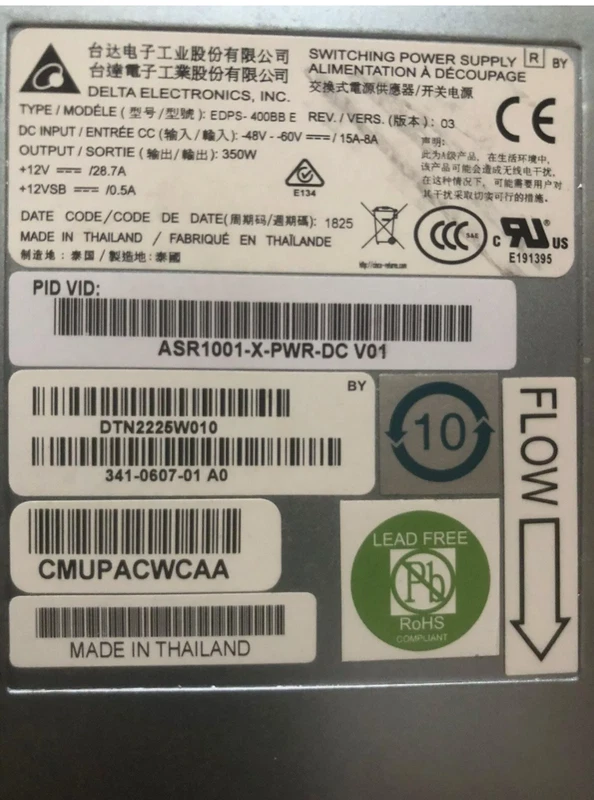 台达电子工业股份有限公司
台達電子工業股份有限公司
DELTA ELECTRONICS, INC.
SWITCHING POWER SUPPLY R BY
ALIMENTATION À DÉCOUPAGE
交換式電源供應器/开关电源
TYPE / MODÉLE (型号/型號): EDPS-400BB E REV. / VERS. (版本): 03
DC INPUT / ENTRÉE CC (输入 / 輸入): -48V - -60V ⎓ / 15A-8A
OUTPUT / SORTIE (输出/輸出): 350W
+12V ⎓ /28.7A
+12VSB ⎓ /0.5A
E134
CE
声明:
此为A级产品, 在生活环境中,
该产品可能会造成无线电干扰,
在这种情况下, 可能需要用户对
其干扰采取切实可行的措施.
DATE CODE/CODE DE DATE(周期码/週期碼): 1825
MADE IN THAILAND / FABRIQUÉ EN THAÏLANDE
制造地: 泰国 / 製造地: 泰國
CCC S&E
c RU US
E191395
PID VID:
ASR1001-X-PWR-DC V01
BY
DTN2225W010
341-0607-01 A0
10
FLOW
CMUPACWCAA
LEAD FREE
Pb
RoHS
COMPLIANT
MADE IN THAILAND